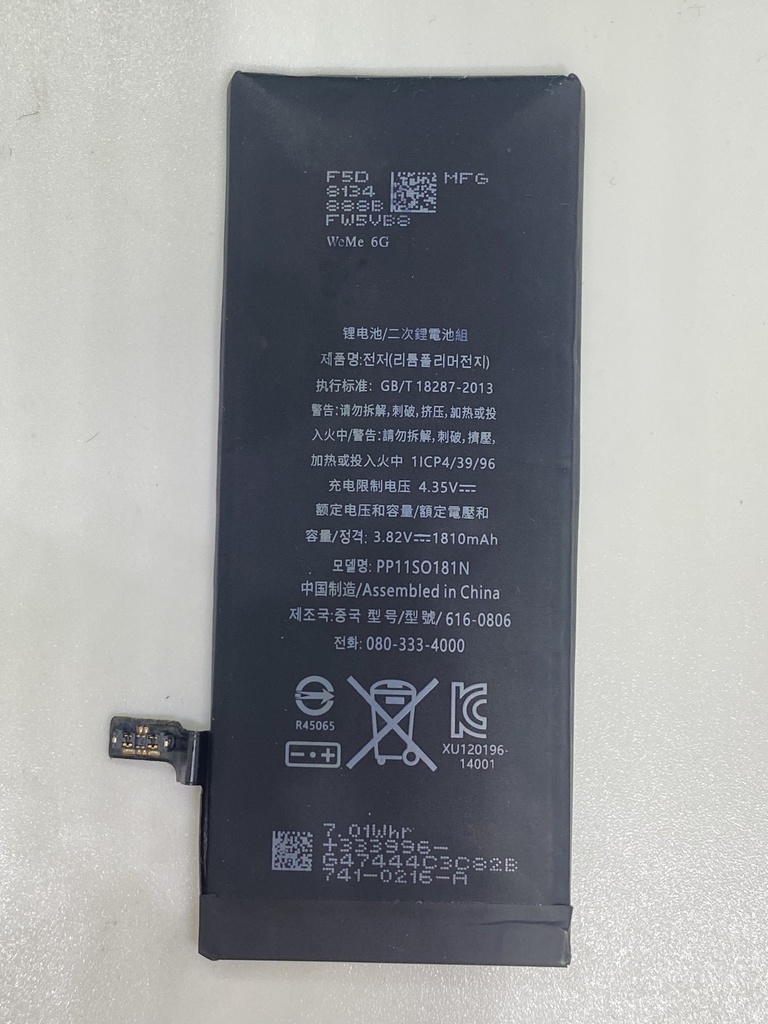 F5D MFG
8134
888B
FW5VB8
WeMe 6G
锂电池/二次鋰電池組
제품명:전저(리튬폴리머전지)
执行标准: GB/T 18287-2013
警告:请勿拆解,刺破,挤压,加热或投
入火中/警告:請勿拆解,刺破,擠壓,
加热或投入火中 1ICP4/39/96
充电限制电压 4.35V⎓
额定电压和容量/額定電壓和
容量/정격: 3.82V⎓1810mAh
모델명: PP11SO181N
中国制造/Assembled in China
제조국:중국 型号/型號/ 616-0806
전화: 080-333-4000
R45065
XU120196-
14001
7.01Whr
+333996-
G47444C3C82B
741-0216-A